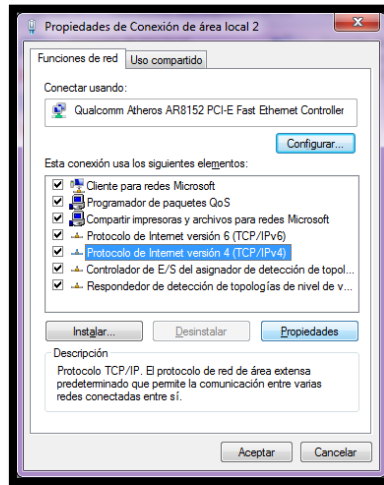 Propiedades de Conexión de área local 2
Funciones de red Uso compartido
Conectar usando:
Qualcomm Atheros AR8152 PCI-E Fast Ethernet Controller
Configurar...
Esta conexión usa los siguientes elementos:
Cliente para redes Microsoft
Programador de paquetes QoS
Compartir impresoras y archivos para redes Microsoft
Protocolo de Internet versión 6 (TCP/IPv6)
Protocolo de Internet versión 4 (TCP/IPv4)
Controlador de E/S del asignador de detección de topol...
Respondedor de detección de topologías de nivel de v...
Instalar... Desinstalar Propiedades
Descripción
Protocolo TCP/IP. El protocolo de red de área extensa
predeterminado que permite la comunicación entre varias
redes conectadas entre sí.
Aceptar Cancelar